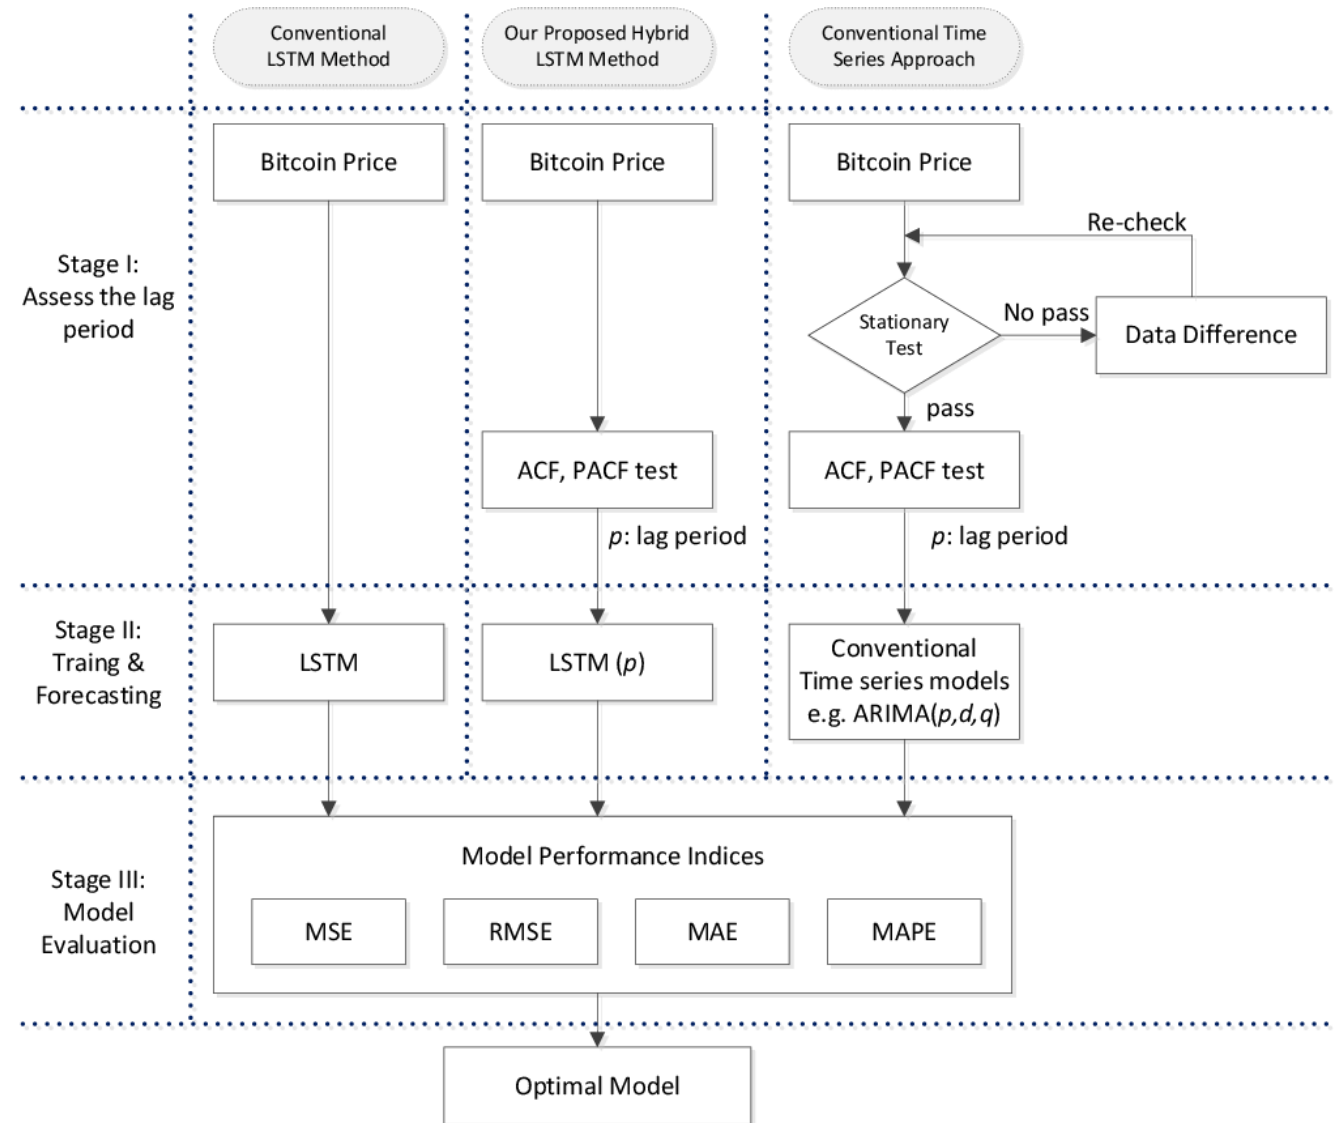 Conventional
LSTM Method
Our Proposed Hybrid
LSTM Method
Conventional Time
Series Approach
Stage I:
Assess the lag
period
Bitcoin Price
Bitcoin Price
Bitcoin Price
Re-check
Stationary
Test
No pass
Data Difference
pass
ACF, PACF test
ACF, PACF test
p: lag period
p: lag period
Stage II:
Traing &
Forecasting
LSTM
LSTM (p)
Conventional
Time series models
e.g. ARIMA(p,d,q)
Stage III:
Model
Evaluation
Model Performance Indices
MSE
RMSE
MAE
MAPE
Optimal Model